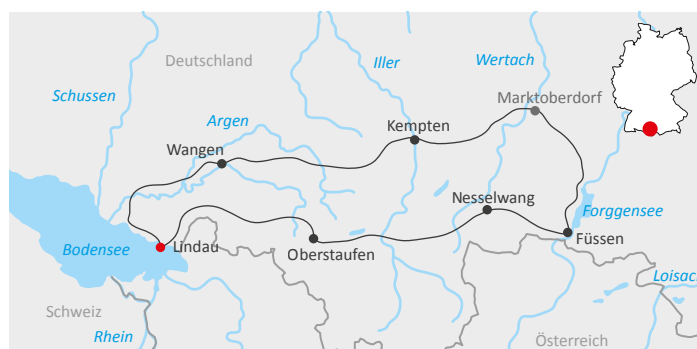 Deutschland
Iller
Wertach
Schussen
Marktoberdorf
Argen
Kempten
Wangen
Nesselwang
Forggensee
Bodensee
Lindau
Füssen
Oberstaufen
Loisach
Schweiz
Rhein
Österreich